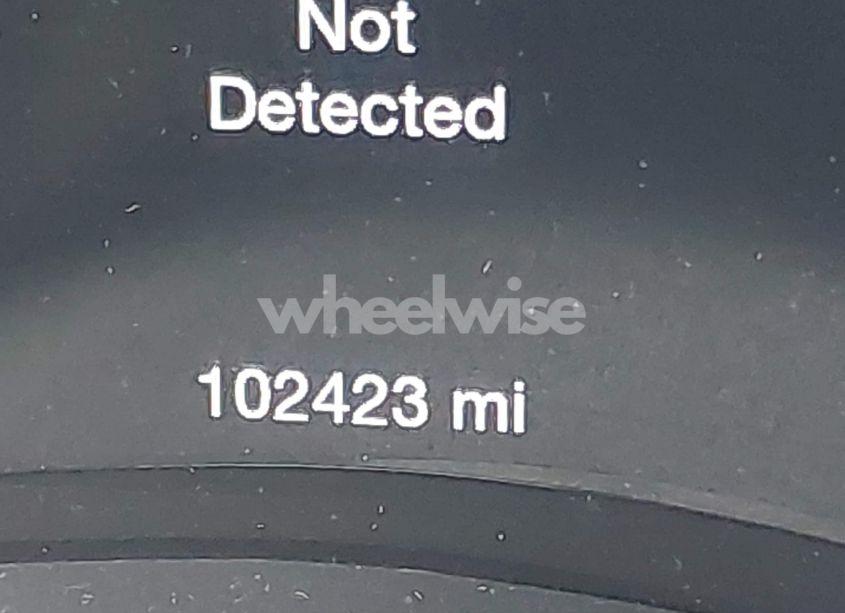 Not
Detected
wheelwise
102423 mi